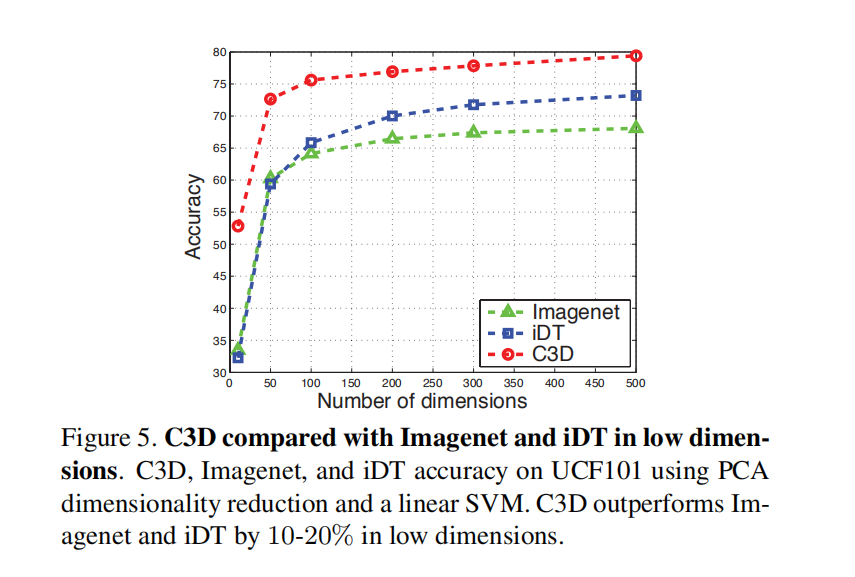 80
75
70
65
60
55
50
45
40
35
30
Accuracy
Imagenet
iDT
C3D
0 50 100 150 200 250 300 350 400 450 500
Number of dimensions
Figure 5. C3D compared with Imagenet and iDT in low dimen-
sions. C3D, Imagenet, and iDT accuracy on UCF101 using PCA
dimensionality reduction and a linear SVM. C3D outperforms Im-
agenet and iDT by 10-20% in low dimensions.